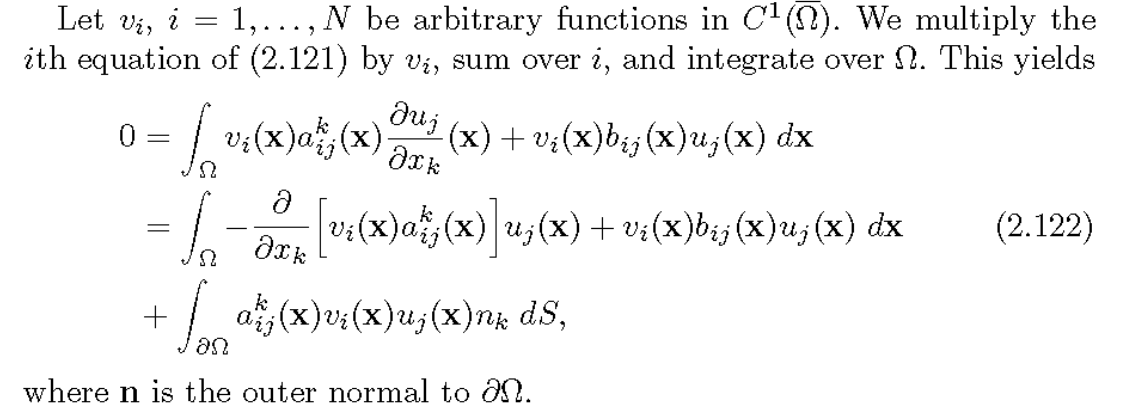 Let $v_i$, $i = 1, \ldots, N$ be arbitrary functions in $C^1(\overline{\Omega})$. We multiply the
$i$th equation of (2.121) by $v_i$, sum over $i$, and integrate over $\Omega$. This yields
$0 = \int_{\Omega} v_i(\mathbf{x}) a_{ij}^k(\mathbf{x}) \frac{\partial u_j}{\partial x_k}(\mathbf{x}) + v_i(\mathbf{x}) b_{ij}(\mathbf{x}) u_j(\mathbf{x}) \; d\mathbf{x}$
$= \int_{\Omega} -\frac{\partial}{\partial x_k} \left[ v_i(\mathbf{x}) a_{ij}^k(\mathbf{x}) \right] u_j(\mathbf{x}) + v_i(\mathbf{x}) b_{ij}(\mathbf{x}) u_j(\mathbf{x}) \; d\mathbf{x}$ (2.122)
$+ \int_{\partial\Omega} a_{ij}^k(\mathbf{x}) v_i(\mathbf{x}) u_j(\mathbf{x}) n_k \; dS,$
where $\mathbf{n}$ is the outer normal to $\partial\Omega$.